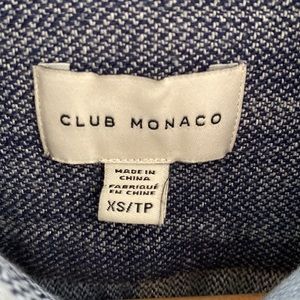 CLUB MONACO
MADE IN
CHINA
FABRIQUÉ
EN CHINE
XS/TP